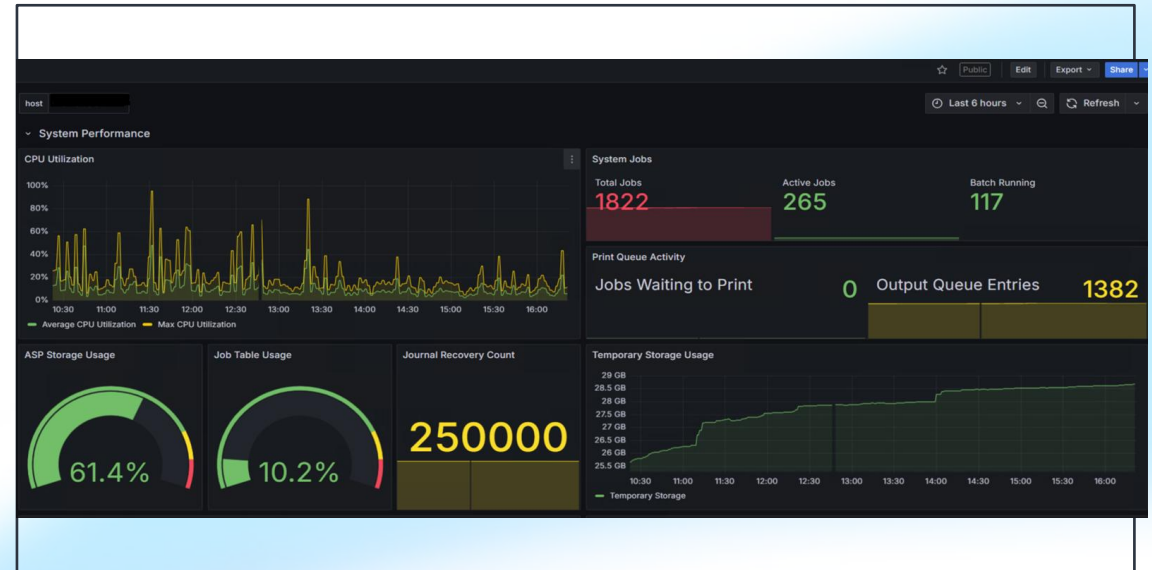 Public Edit Export Share
host
Last 6 hours Refresh
System Performance
CPU Utilization
100%
80%
60%
40%
20%
0%
10:30 11:00 11:30 12:00 12:30 13:00 13:30 14:00 14:30 15:00 15:30 16:00
Average CPU Utilization Max CPU Utilization
System Jobs
Total Jobs Active Jobs Batch Running
1822 265 117
Print Queue Activity
Jobs Waiting to Print 0 Output Queue Entries 1382
ASP Storage Usage
61.4%
Job Table Usage
10.2%
Journal Recovery Count
250000
Temporary Storage Usage
29 GB
28.5 GB
28 GB
27.5 GB
27 GB
26.5 GB
26 GB
25.5 GB
10:30 11:00 11:30 12:00 12:30 13:00 13:30 14:00 14:30 15:00 15:30 16:00
Temporary Storage